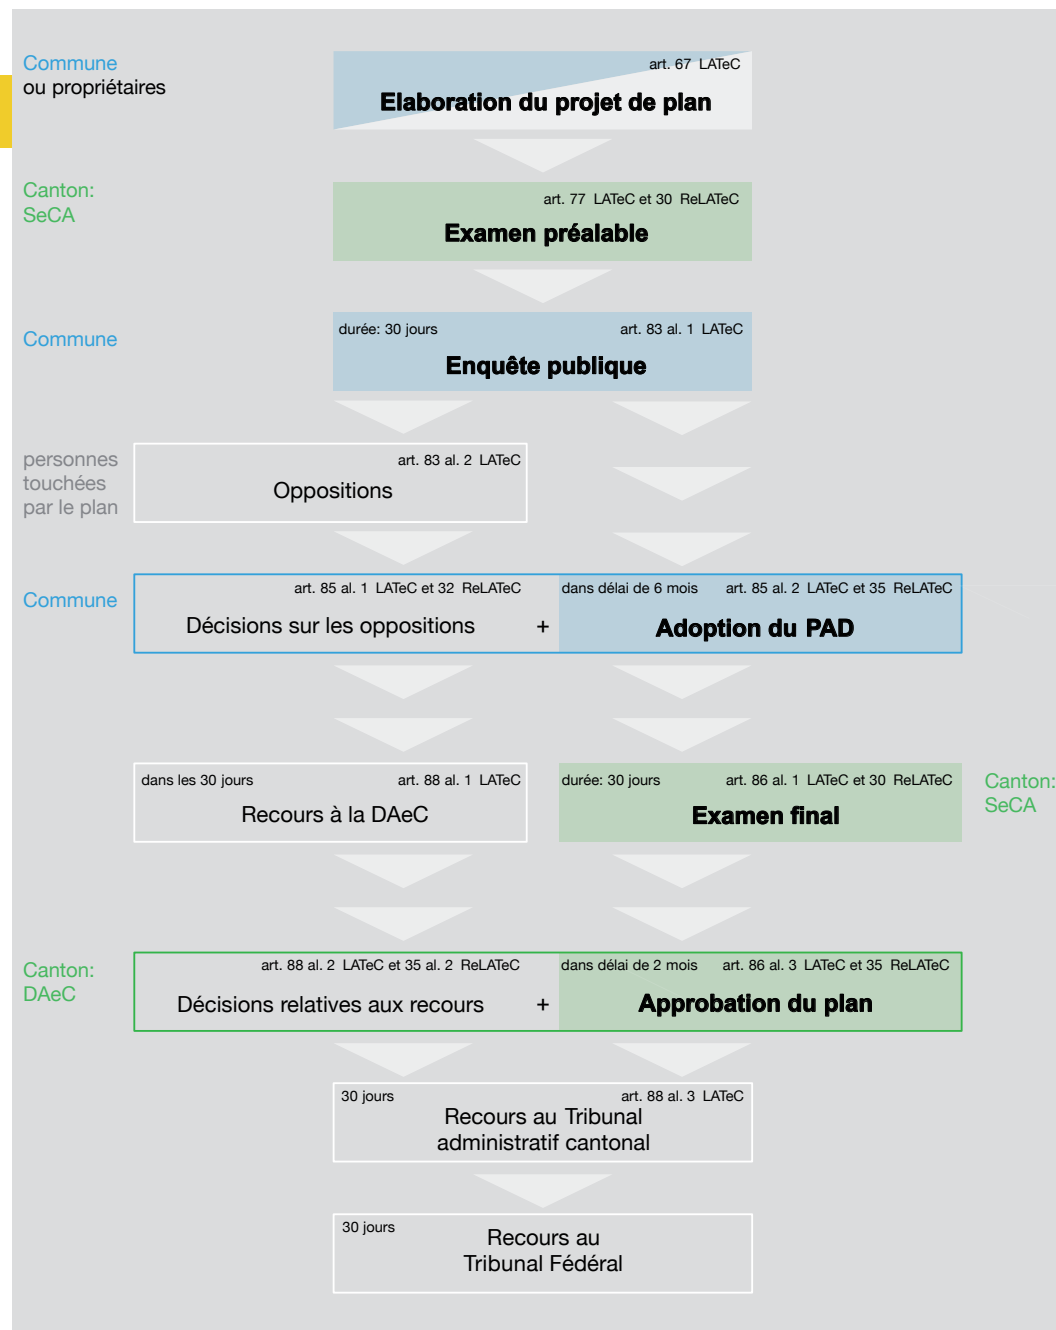 Commune
ou propriétaires
art. 67 LATeC
Elaboration du projet de plan
Canton:
SeCA
art. 77 LATeC et 30 ReLATeC
Examen préalable
Commune
durée: 30 jours
art. 83 al. 1 LATeC
Enquête publique
personnes
touchées
par le plan
art. 83 al. 2 LATeC
Oppositions
Commune
art. 85 al. 1 LATeC et 32 ReLATeC
Décisions sur les oppositions
+
dans délai de 6 mois
art. 85 al. 2 LATeC et 35 ReLATeC
Adoption du PAD
dans les 30 jours
art. 88 al. 1 LATeC
Recours à la DAeC
durée: 30 jours
art. 86 al. 1 LATeC et 30 ReLATeC
Examen final
Canton:
SeCA
Canton:
DAeC
art. 88 al. 2 LATeC et 35 al. 2 ReLATeC
Décisions relatives aux recours
+
dans délai de 2 mois
art. 86 al. 3 LATeC et 35 ReLATeC
Approbation du plan
30 jours
art. 88 al. 3 LATeC
Recours au Tribunal
administratif cantonal
30 jours
Recours au
Tribunal Fédéral